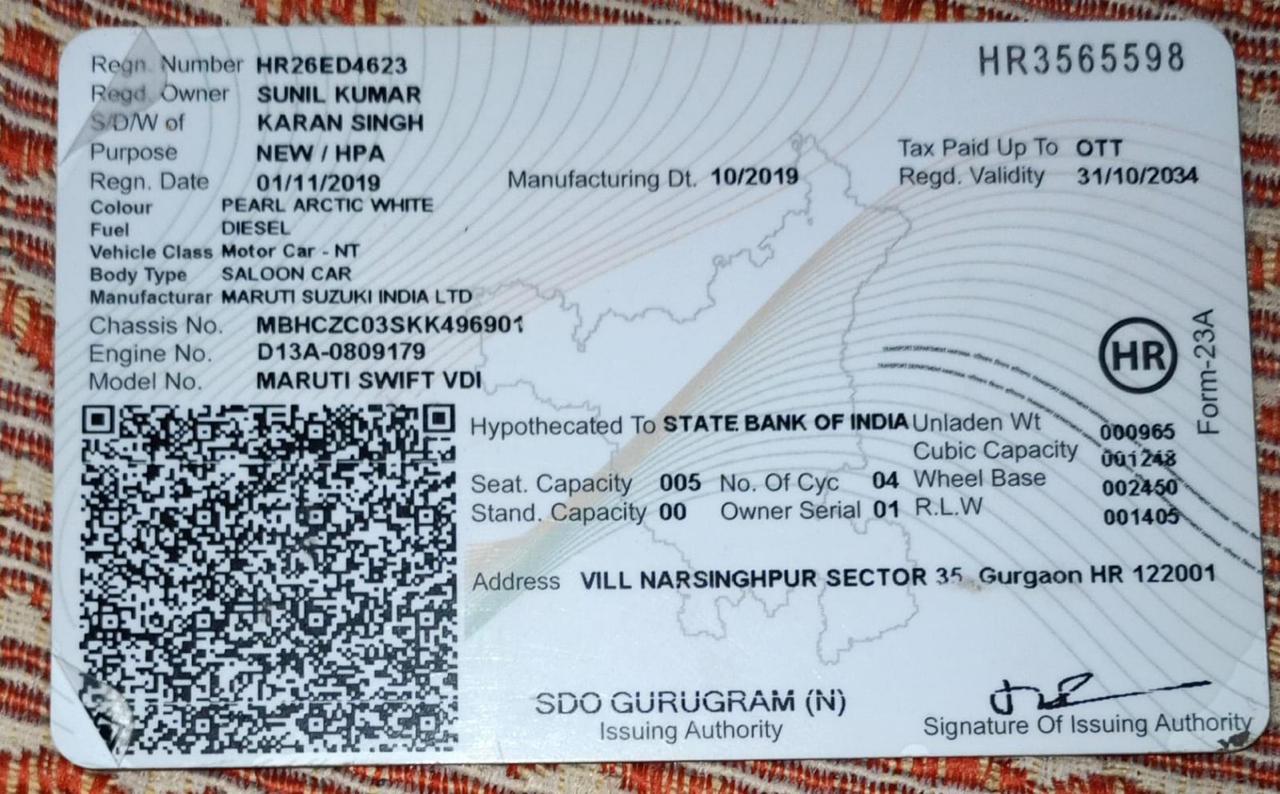 HR3565598
Regn. Number HR26ED4623
Regd. Owner SUNIL KUMAR
S/D/W of KARAN SINGH
Purpose NEW / HPA
Tax Paid Up To OTT
Regn. Date 01/11/2019 Manufacturing Dt. 10/2019 Regd. Validity 31/10/2034
Colour PEARL ARCTIC WHITE
Fuel DIESEL
Vehicle Class Motor Car - NT
Body Type SALOON CAR
Manufacturar MARUTI SUZUKI INDIA LTD
Chassis No. MBHCZC03SKK496901
Engine No. D13A-0809179
Model No. MARUTI SWIFT VDI
HR
Form-23A
Hypothecated To STATE BANK OF INDIA Unladen Wt 000965
Cubic Capacity 001248
Seat. Capacity 005 No. Of Cyc 04 Wheel Base 002450
Stand. Capacity 00 Owner Serial 01 R.L.W 001405
Address VILL NARSINGHPUR SECTOR 35 Gurgaon HR 122001
SDO GURUGRAM (N)
Issuing Authority
Signature Of Issuing Authority